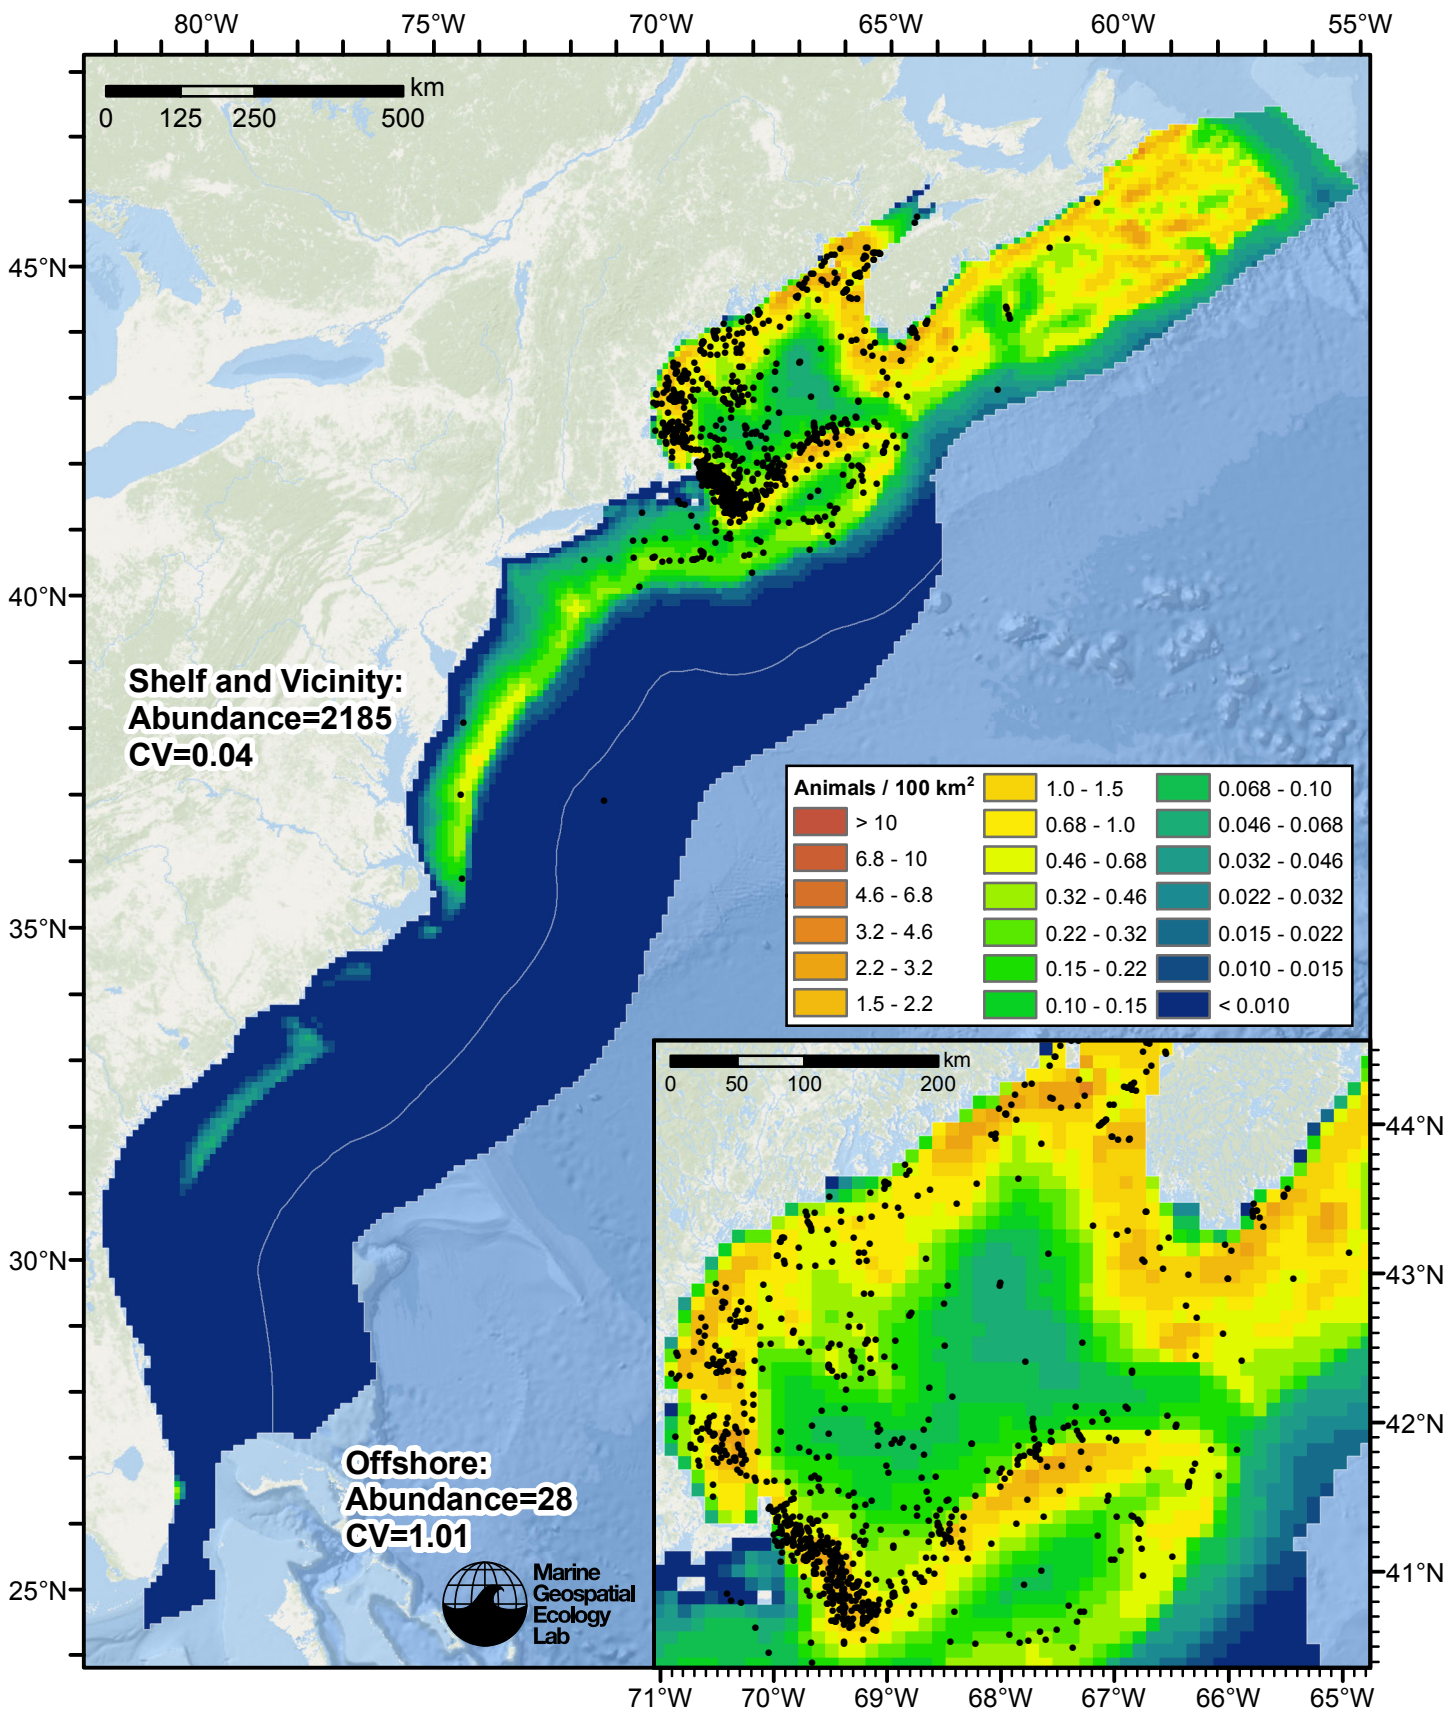 80°W 75°W 70°W 65°W 60°W 55°W
km
0 125 250 500
45°N
40°N
35°N
30°N
25°N
Shelf and Vicinity:
Abundance=2185
CV=0.04
Animals / 100 km²
> 10
6.8 - 10
4.6 - 6.8
3.2 - 4.6
2.2 - 3.2
1.5 - 2.2
1.0 - 1.5
0.68 - 1.0
0.46 - 0.68
0.32 - 0.46
0.22 - 0.32
0.15 - 0.22
0.10 - 0.15
0.068 - 0.10
0.046 - 0.068
0.032 - 0.046
0.022 - 0.032
0.015 - 0.022
0.010 - 0.015
< 0.010
Offshore:
Abundance=28
CV=1.01
Marine
Geospatial
Ecology
Lab
km
0 50 100 200
44°N
43°N
42°N
41°N
71°W 70°W 69°W 68°W 67°W 66°W 65°W